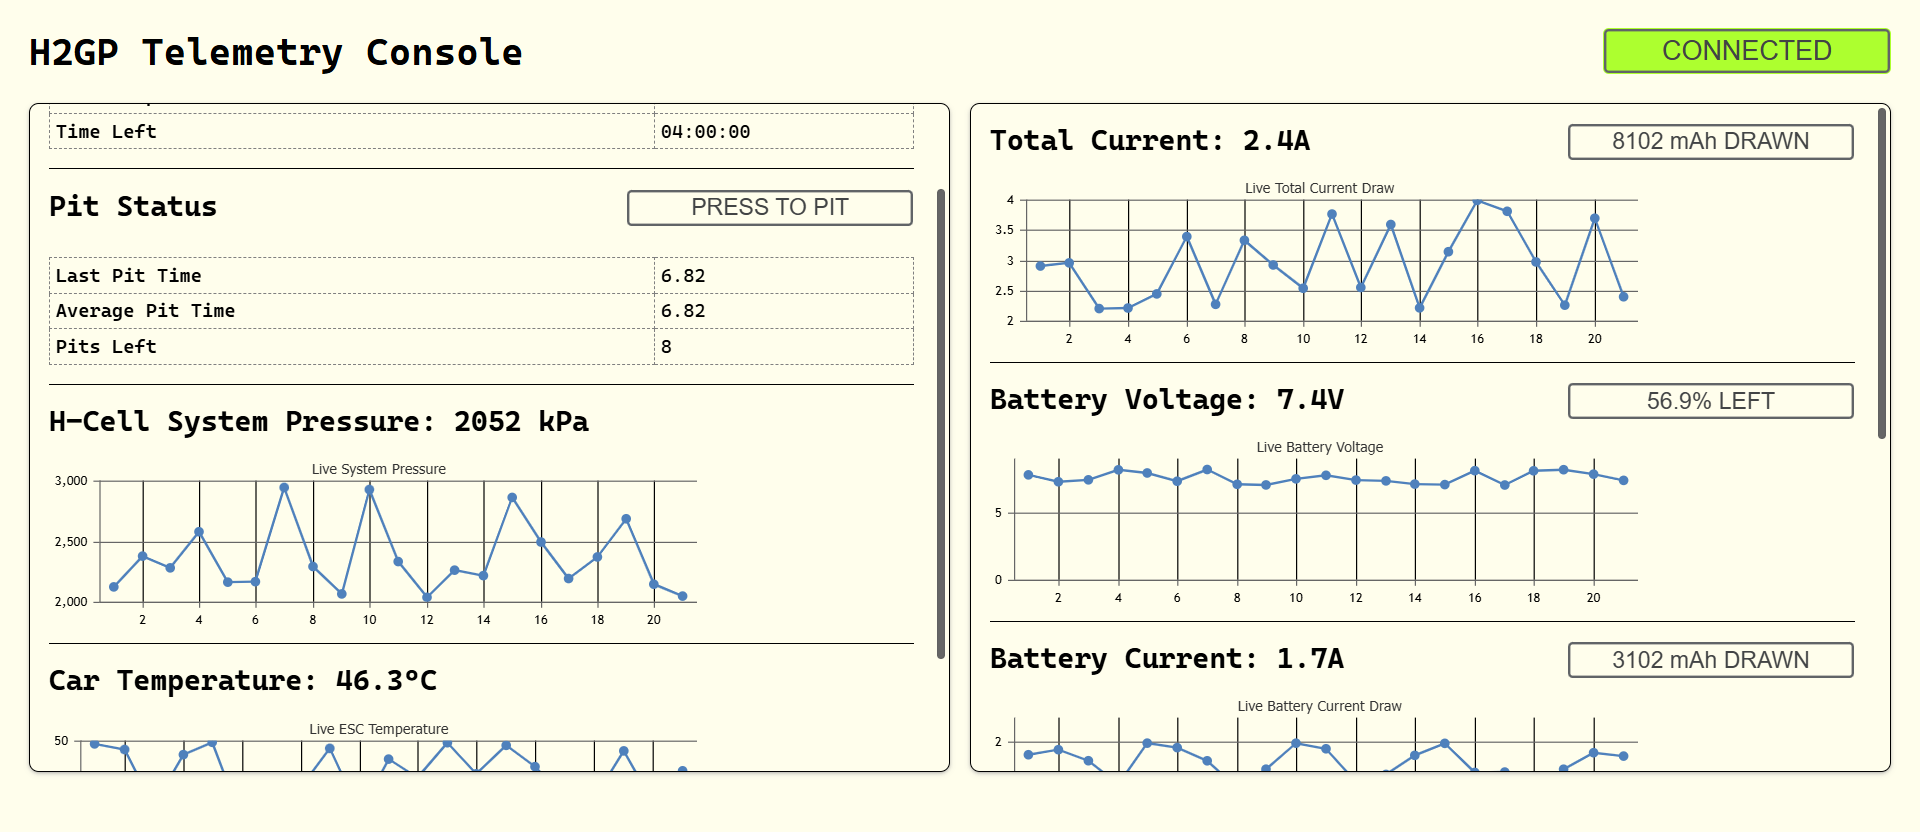 H2GP Telemetry Console
CONNECTED
Time Left 04:00:00
Pit Status
PRESS TO PIT
Last Pit Time 6.82
Average Pit Time 6.82
Pits Left 8
H-Cell System Pressure: 2052 kPa
Live System Pressure
3,000
2,500
2,000
2 4 6 8 10 12 14 16 18 20
Car Temperature: 46.3°C
Live ESC Temperature
50
Total Current: 2.4A
8102 mAh DRAWN
Live Total Current Draw
4
3.5
3
2.5
2
2 4 6 8 10 12 14 16 18 20
Battery Voltage: 7.4V
56.9% LEFT
Live Battery Voltage
5
0
2 4 6 8 10 12 14 16 18 20
Battery Current: 1.7A
3102 mAh DRAWN
Live Battery Current Draw
2